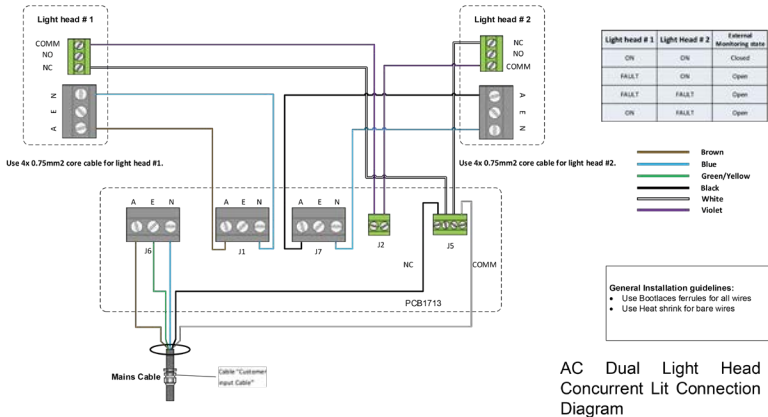 Light head # 1
COMM
NO
NC
N
E
A
Use 4x 0.75mm2 core cable for light head #1.
Light head # 2
NC
NO
COMM
A
E
N
Use 4x 0.75mm2 core cable for light head #2.
Light head # 1 Light Head # 2 External Monitoring state
ON ON Closed
FAULT ON Open
FAULT FAULT Open
ON FAULT Open
Brown
Blue
Green/Yellow
Black
White
Violet
A E N
J6
A E N
J1
A E N
J7
J2
J5
NC
COMM
PCB1713
Mains Cable
Cable "Customer
input Cable"
General Installation guidelines:
• Use Bootlaces ferrules for all wires
• Use Heat shrink for bare wires
AC Dual Light Head
Concurrent Lit Connection
Diagram